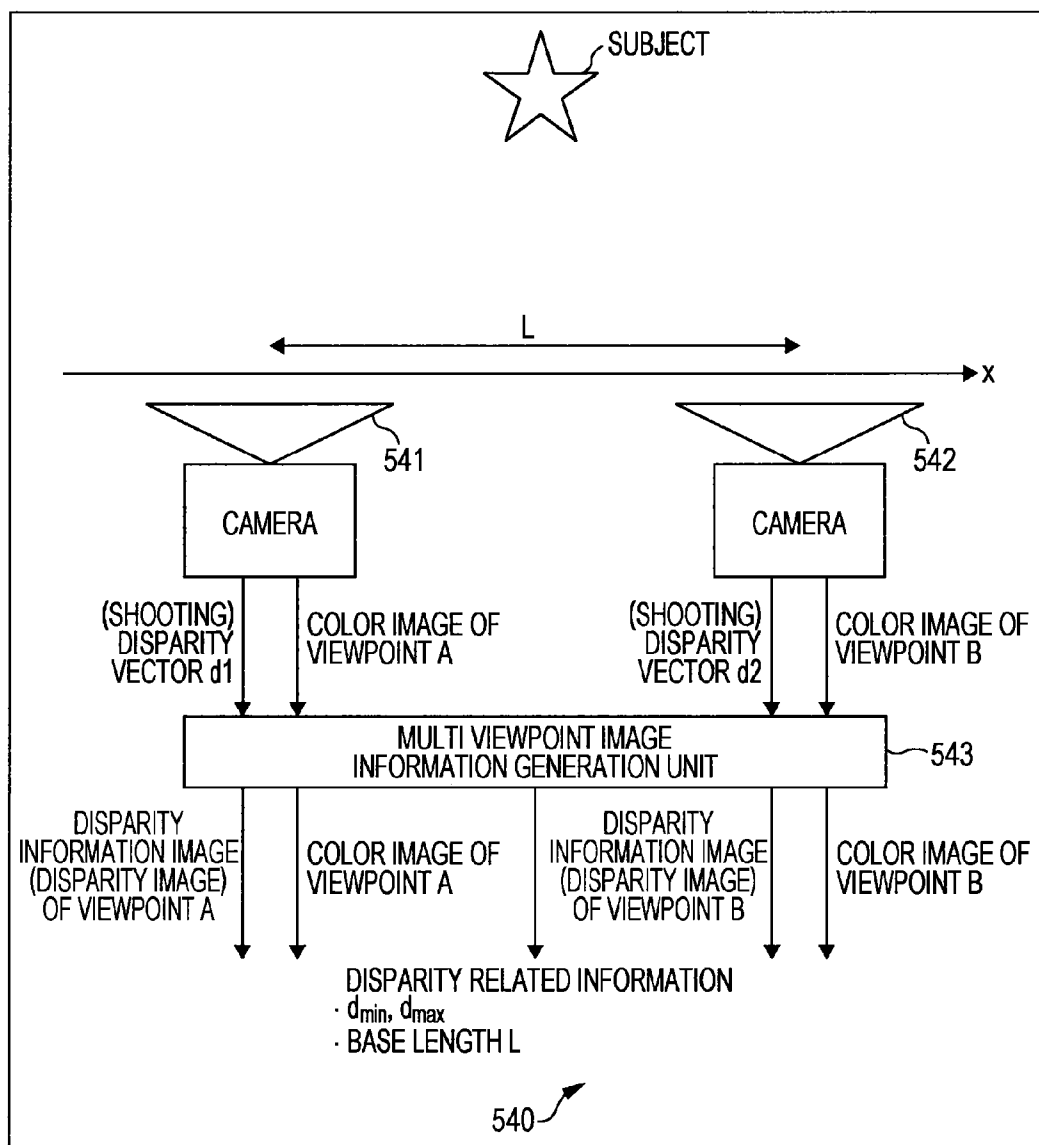 SUBJECT
L
x
541
542
CAMERA
CAMERA
(SHOOTING)
DISPARITY
VECTOR d1
COLOR IMAGE OF
VIEWPOINT A
(SHOOTING)
DISPARITY
VECTOR d2
COLOR IMAGE OF
VIEWPOINT B
MULTI VIEWPOINT IMAGE
INFORMATION GENERATION UNIT
543
DISPARITY
INFORMATION IMAGE
(DISPARITY IMAGE)
OF VIEWPOINT A
COLOR IMAGE OF
VIEWPOINT A
DISPARITY
INFORMATION IMAGE
(DISPARITY IMAGE)
OF VIEWPOINT B
COLOR IMAGE OF
VIEWPOINT B
DISPARITY RELATED INFORMATION
· dmin, dmax
· BASE LENGTH L
540